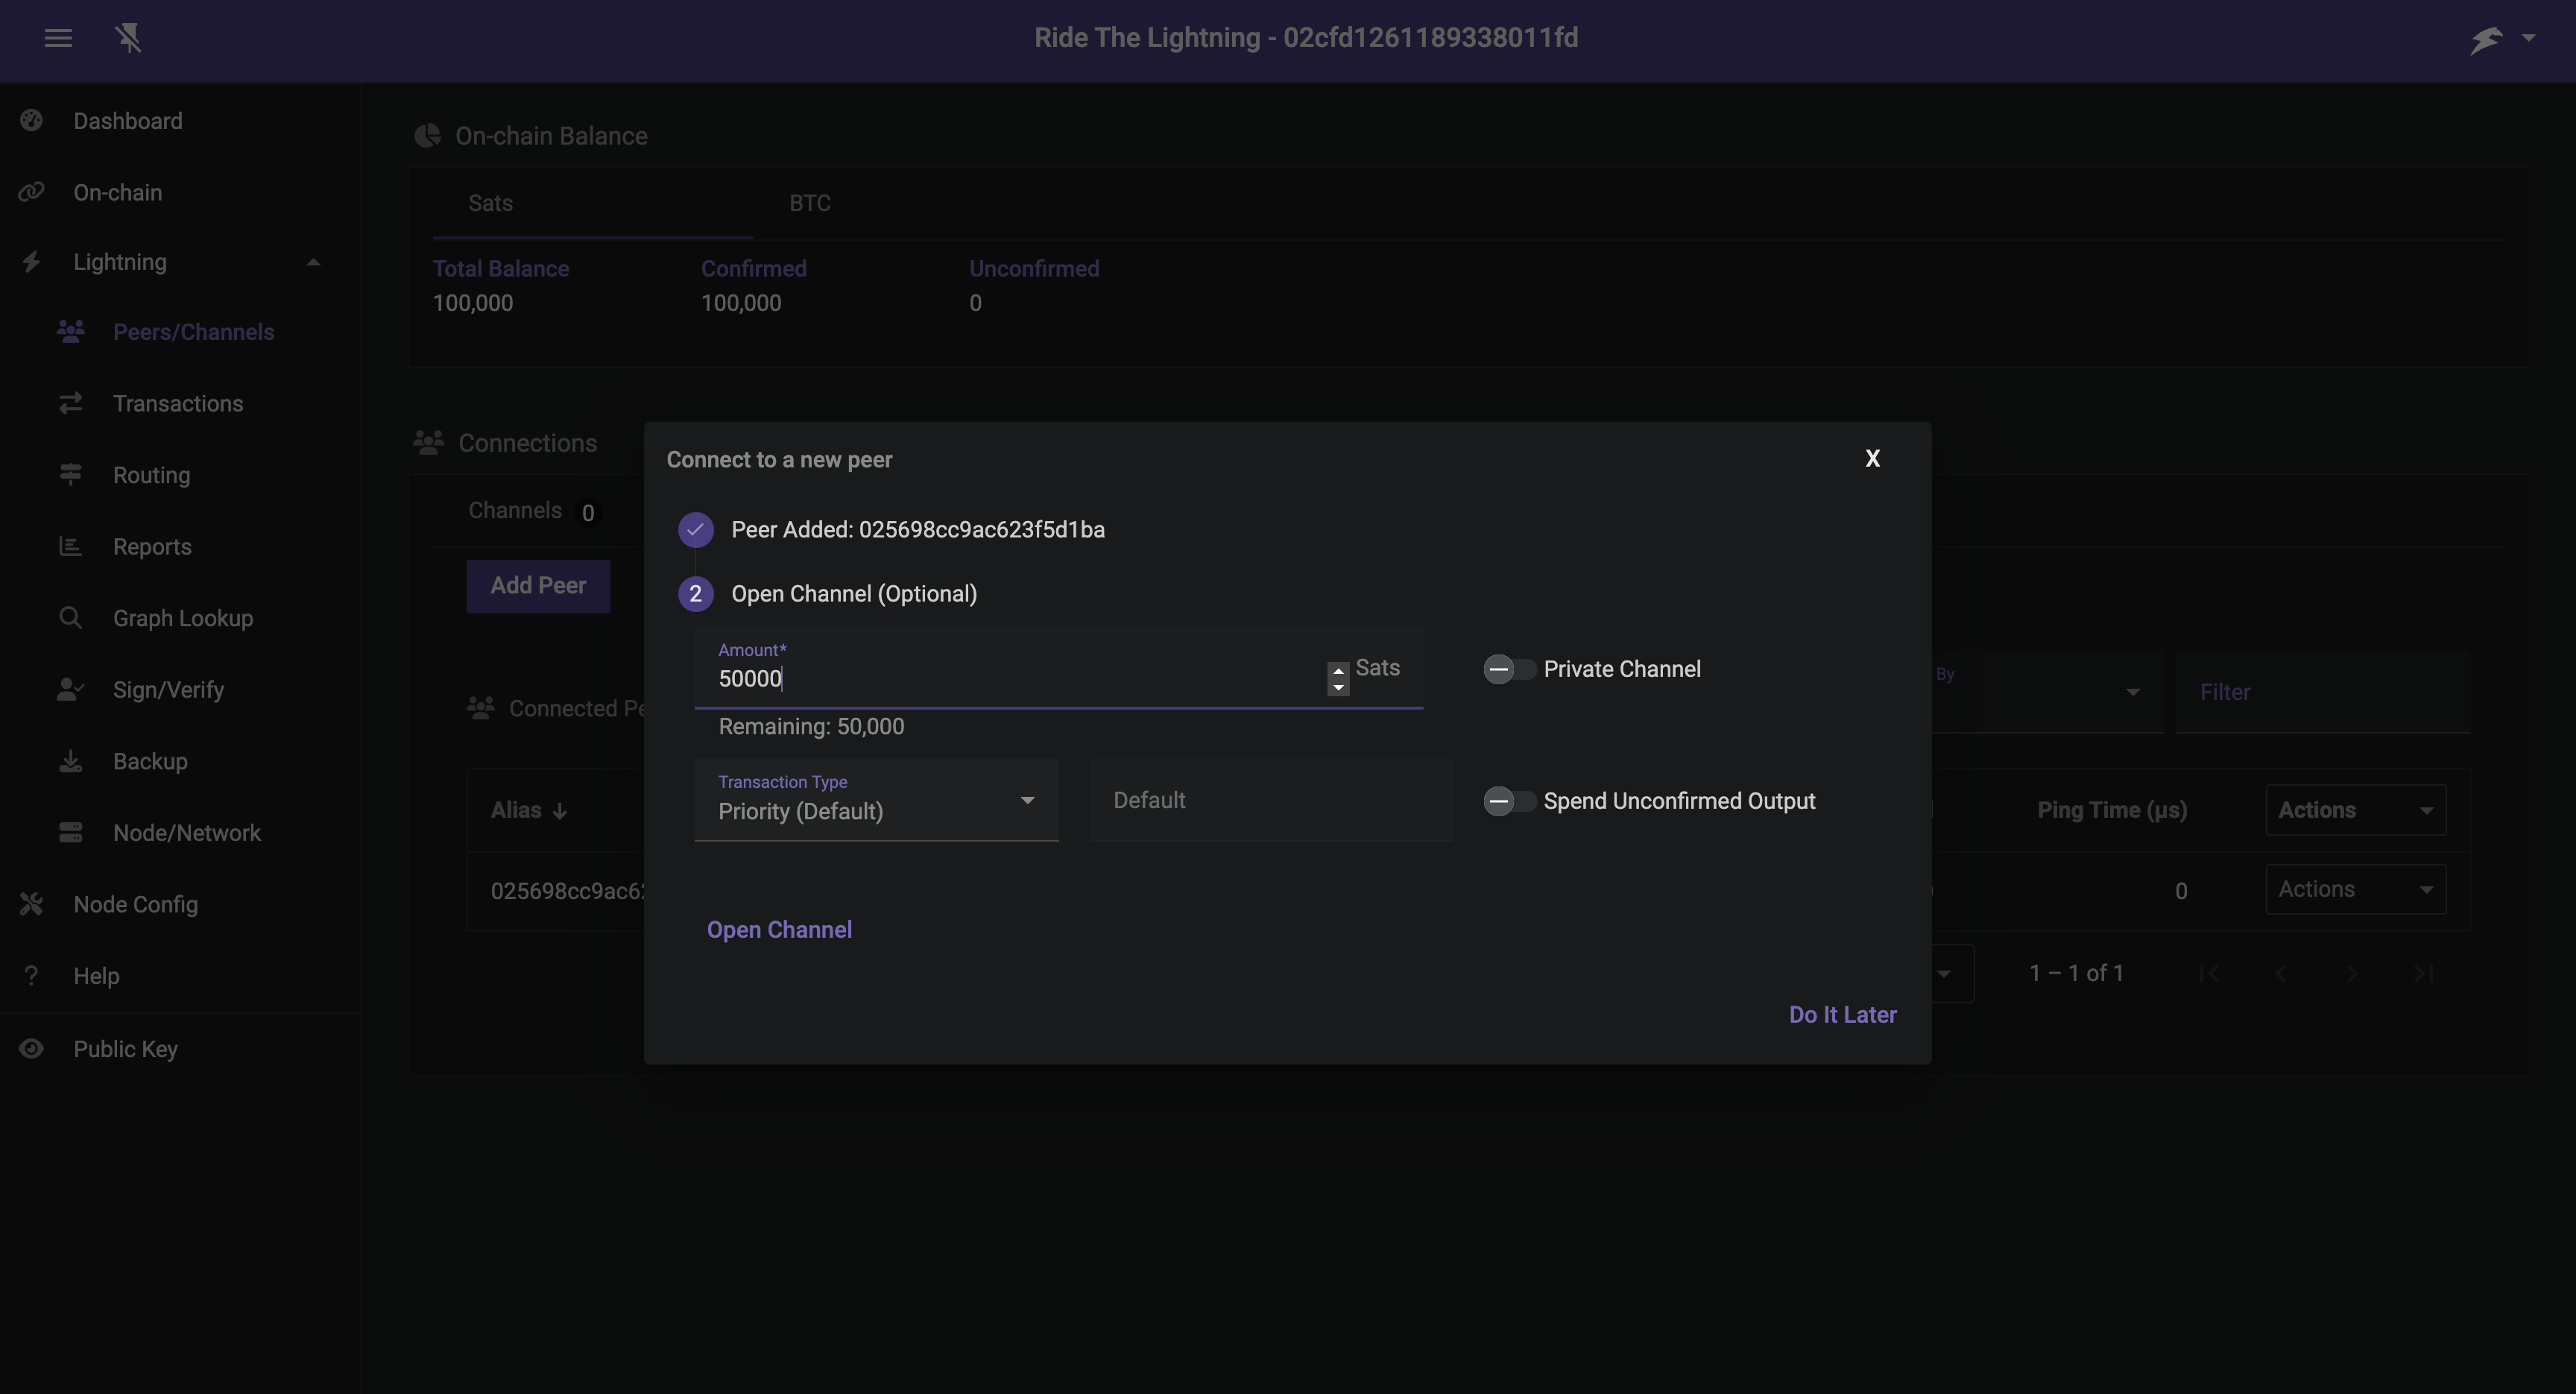 Ride The Lightning - 02cfd1261189338011fd
Dashboard
On-chain
Lightning
Peers/Channels
Transactions
Routing
Reports
Graph Lookup
Sign/Verify
Backup
Node/Network
Node Config
Help
Public Key
On-chain Balance
Sats BTC
Total Balance Confirmed Unconfirmed
100,000 100,000 0
Connections
Channels 0
Add Peer
Connected Pe
By
Filter
Alias
Ping Time (µs) Actions
025698cc9ac62
0 Actions
1 – 1 of 1
Connect to a new peer X
Peer Added: 025698cc9ac623f5d1ba
2 Open Channel (Optional)
Amount*
50000 Sats
Private Channel
Remaining: 50,000
Transaction Type
Priority (Default)
Default
Spend Unconfirmed Output
Open Channel
Do It Later